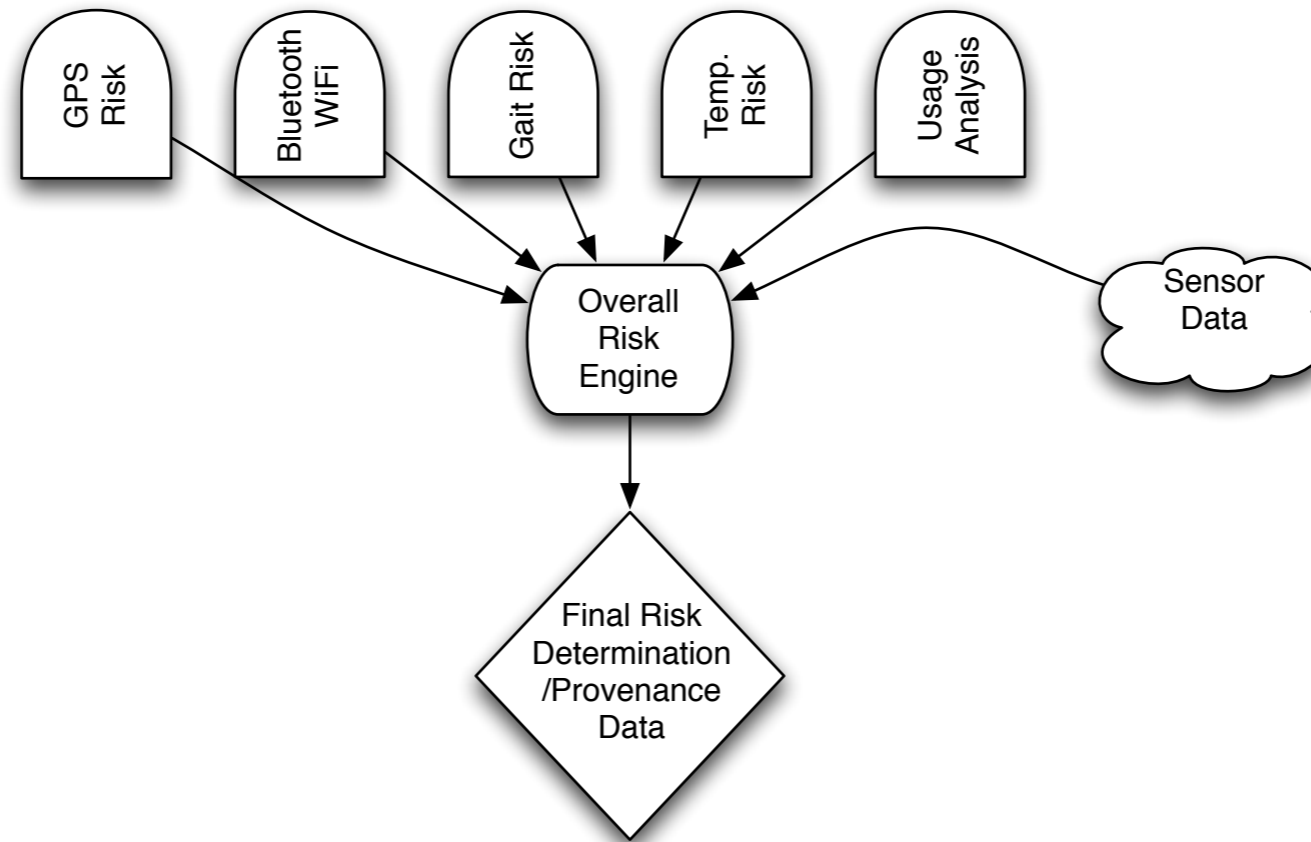 GPS
Risk
Bluetooth
WiFi
Gait Risk
Temp.
Risk
Usage
Analysis
Overall
Risk
Engine
Sensor
Data
Final Risk
Determination
/Provenance
Data